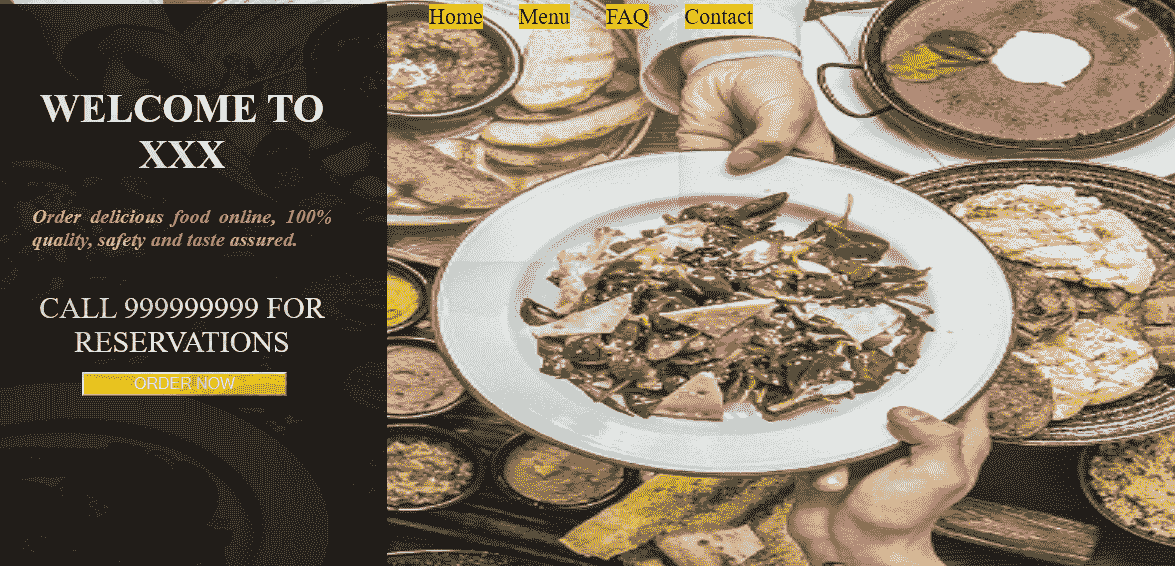 Home Menu FAQ Contact
WELCOME TO
XXX
Order delicious food online, 100%
quality, safety and taste assured.
CALL 999999999 FOR
RESERVATIONS
ORDER NOW